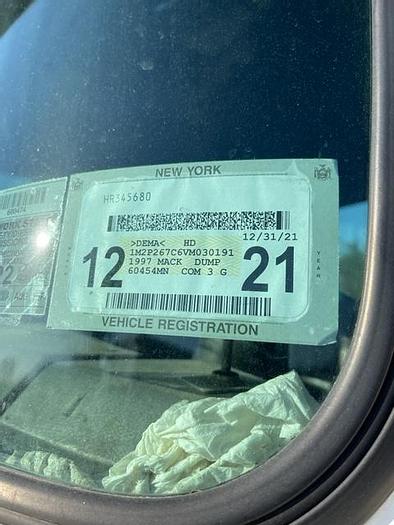 NEW YORK
HR345680
>DEMA< HD 12/31/21
1M2P267C6VM030191
12 1997 MACK DUMP 21
60454MN COM 3 G
YEAR
VEHICLE REGISTRATION